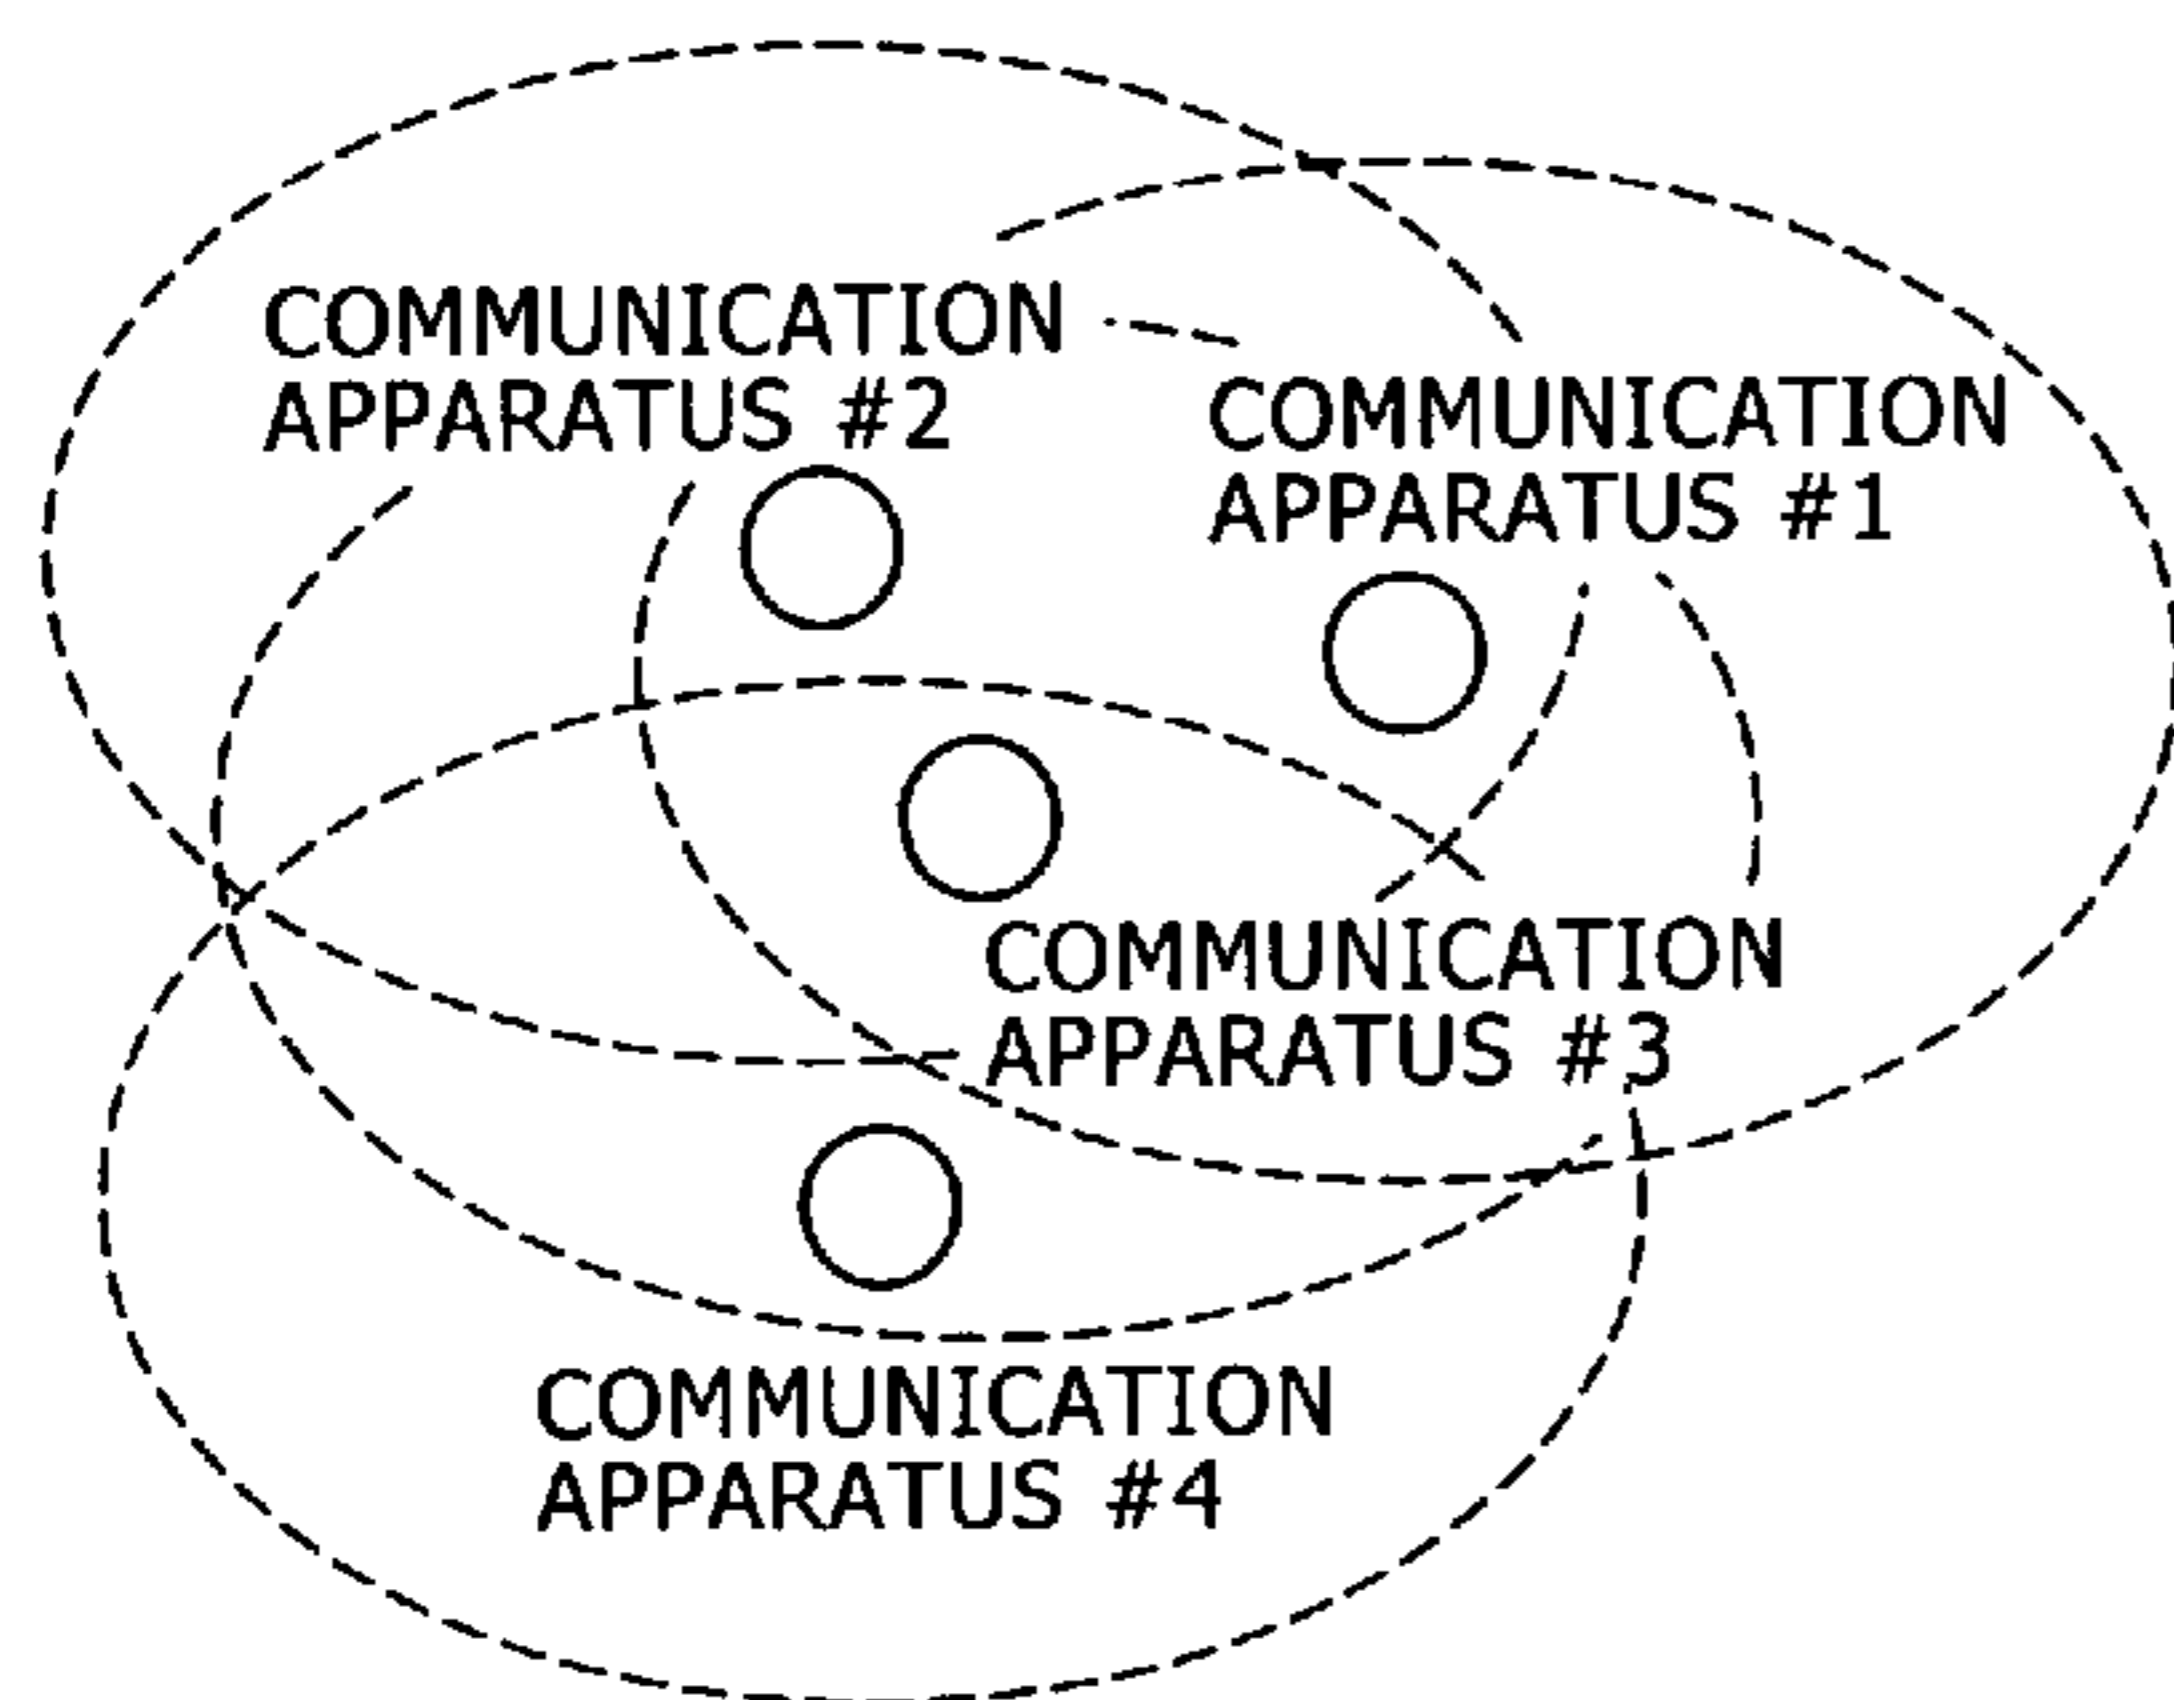 COMMUNICATION
APPARATUS #2
COMMUNICATION
APPARATUS #1
COMMUNICATION
APPARATUS #3
COMMUNICATION
APPARATUS #4